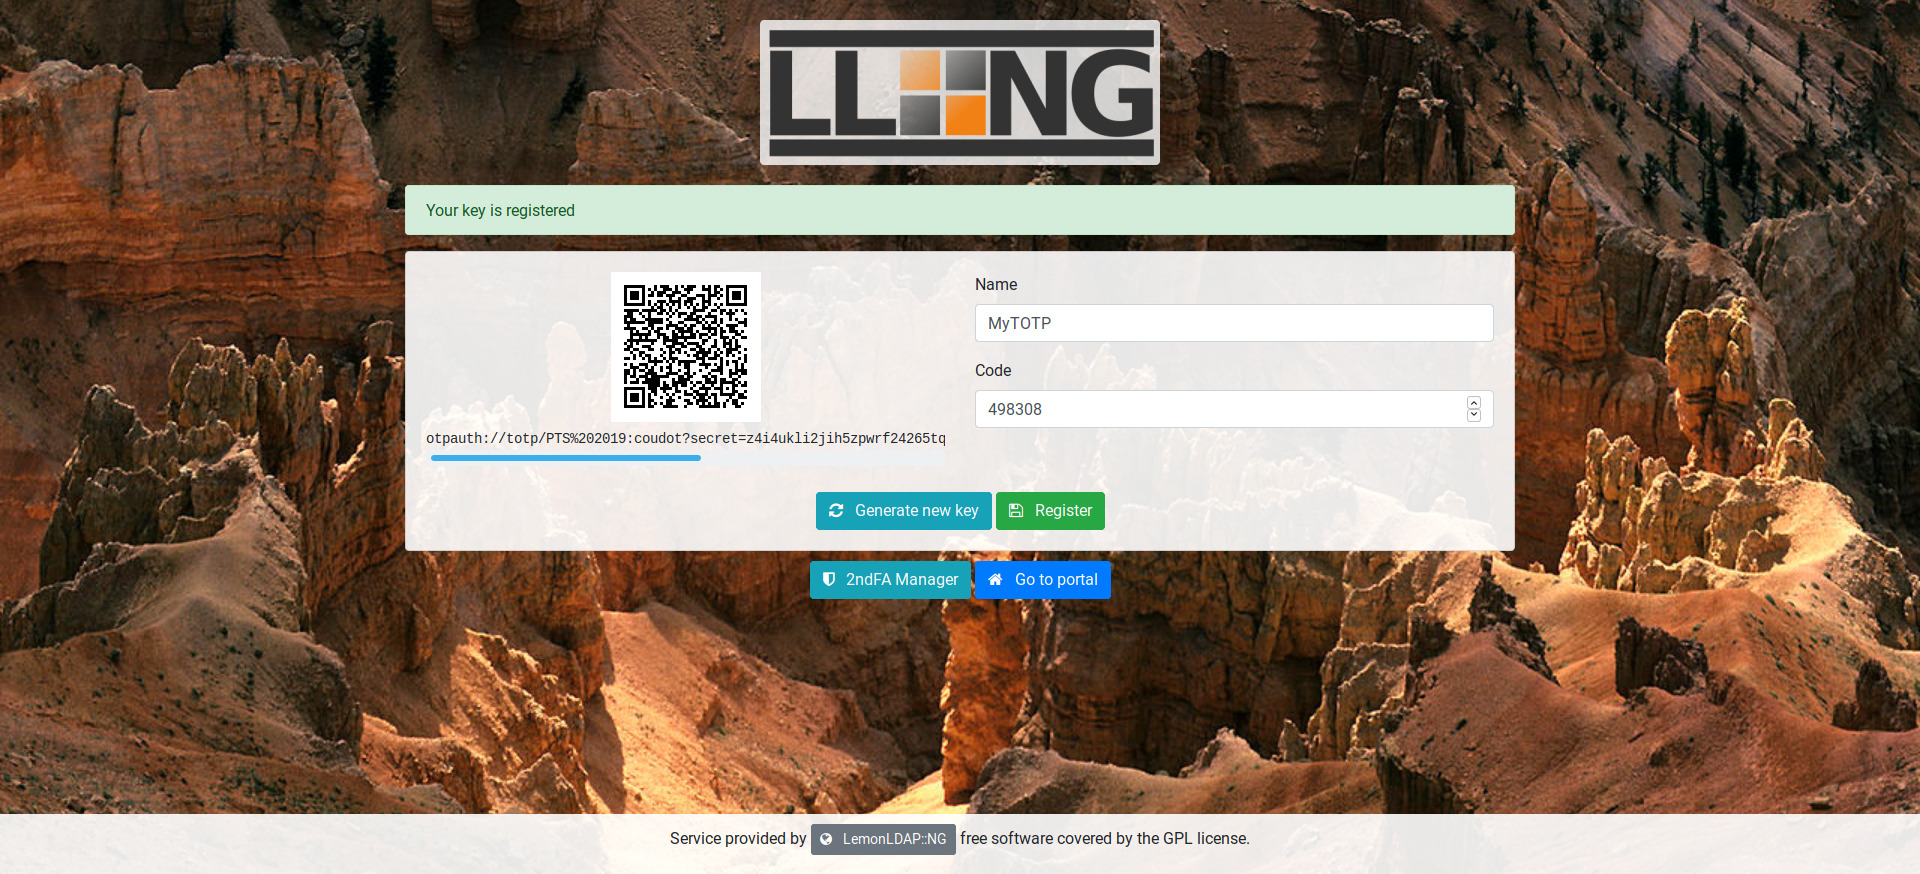 LL NG
Your key is registered
Name
MyTOTP
Code
498308
otpauth://totp/PTS%202019:coudot?secret=z4i4ukli2jih5zpwrf24265tq
Generate new key
Register
2ndFA Manager
Go to portal
Service provided by LemonLDAP::NG free software covered by the GPL license.